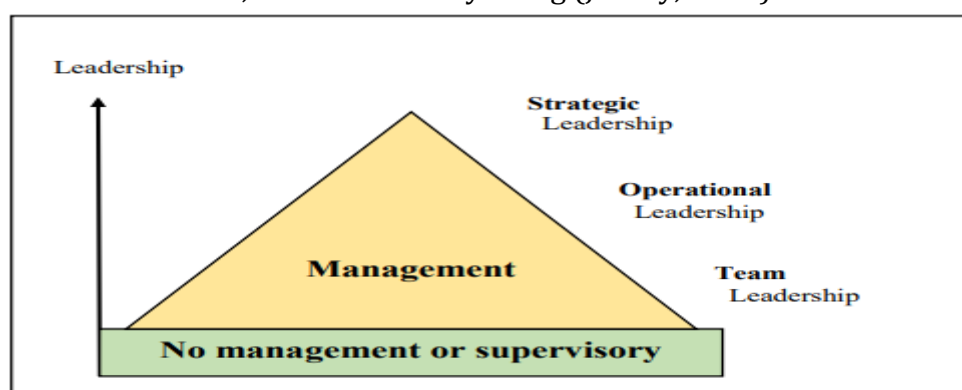 Leadership
Strategic
Leadership
Operational
Leadership
Management
Team
Leadership
No management or supervisory